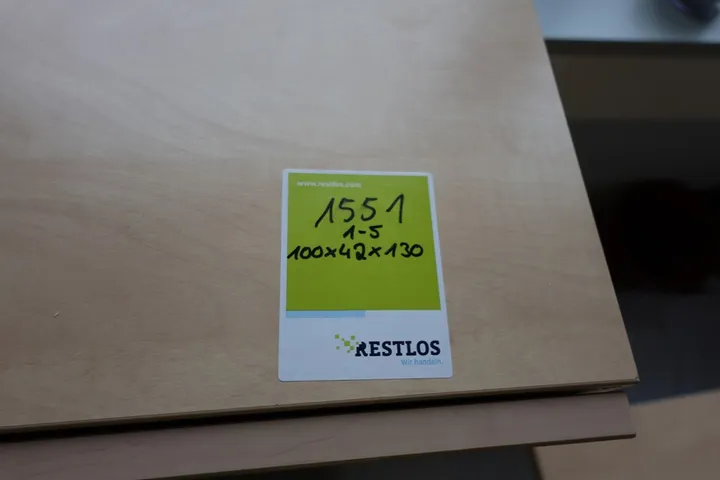 www.restlos.com
1551
1-5
100x42x130
RESTLOS
Wir handeln.